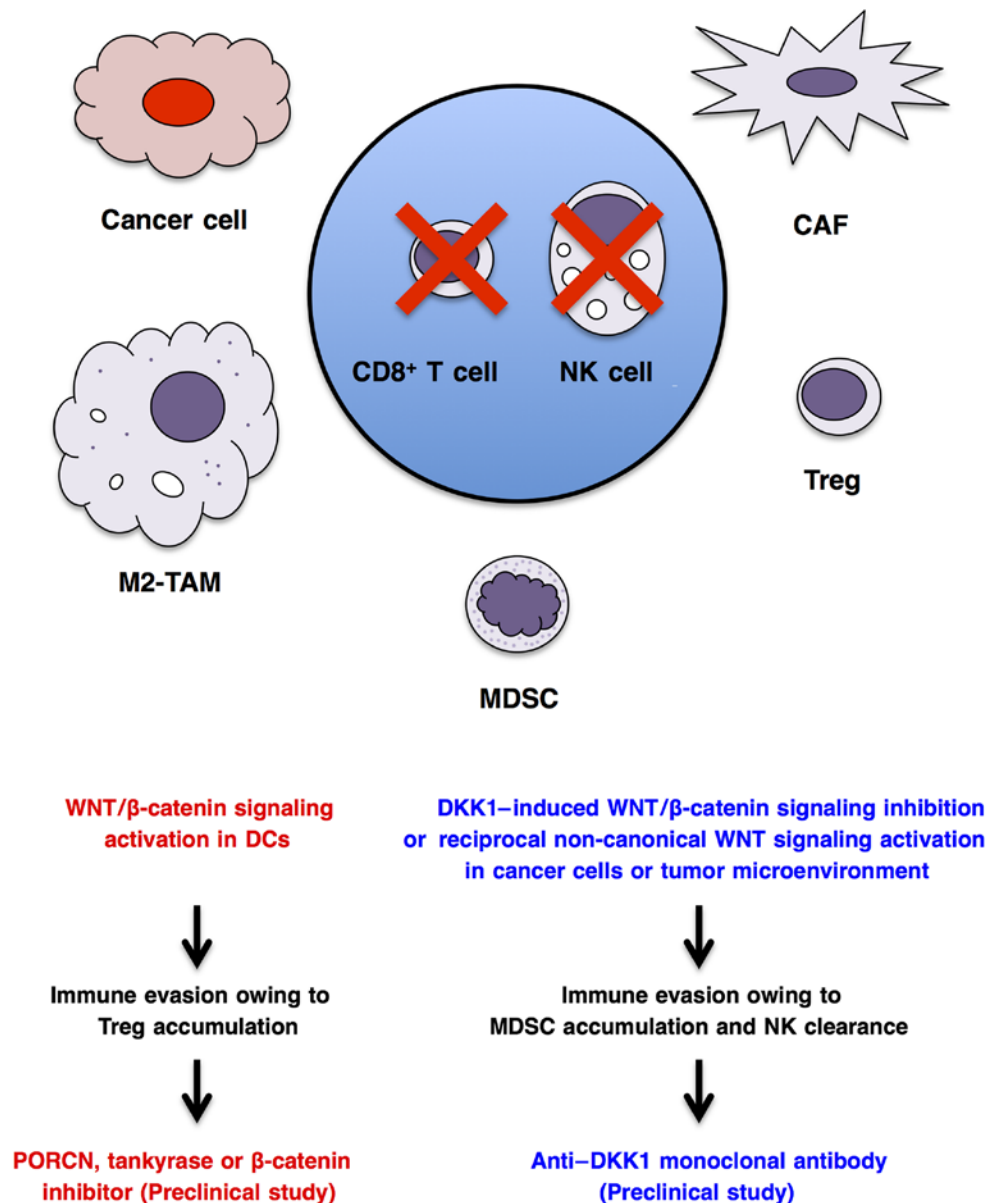 Cancer cell
CAF
CD8⁺ T cell
NK cell
Treg
M2-TAM
MDSC
WNT/β-catenin signaling
activation in DCs
Immune evasion owing to
Treg accumulation
PORCN, tankyrase or β-catenin
inhibitor (Preclinical study)
DKK1–induced WNT/β-catenin signaling inhibition
or reciprocal non-canonical WNT signaling activation
in cancer cells or tumor microenvironment
Immune evasion owing to
MDSC accumulation and NK clearance
Anti–DKK1 monoclonal antibody
(Preclinical study)